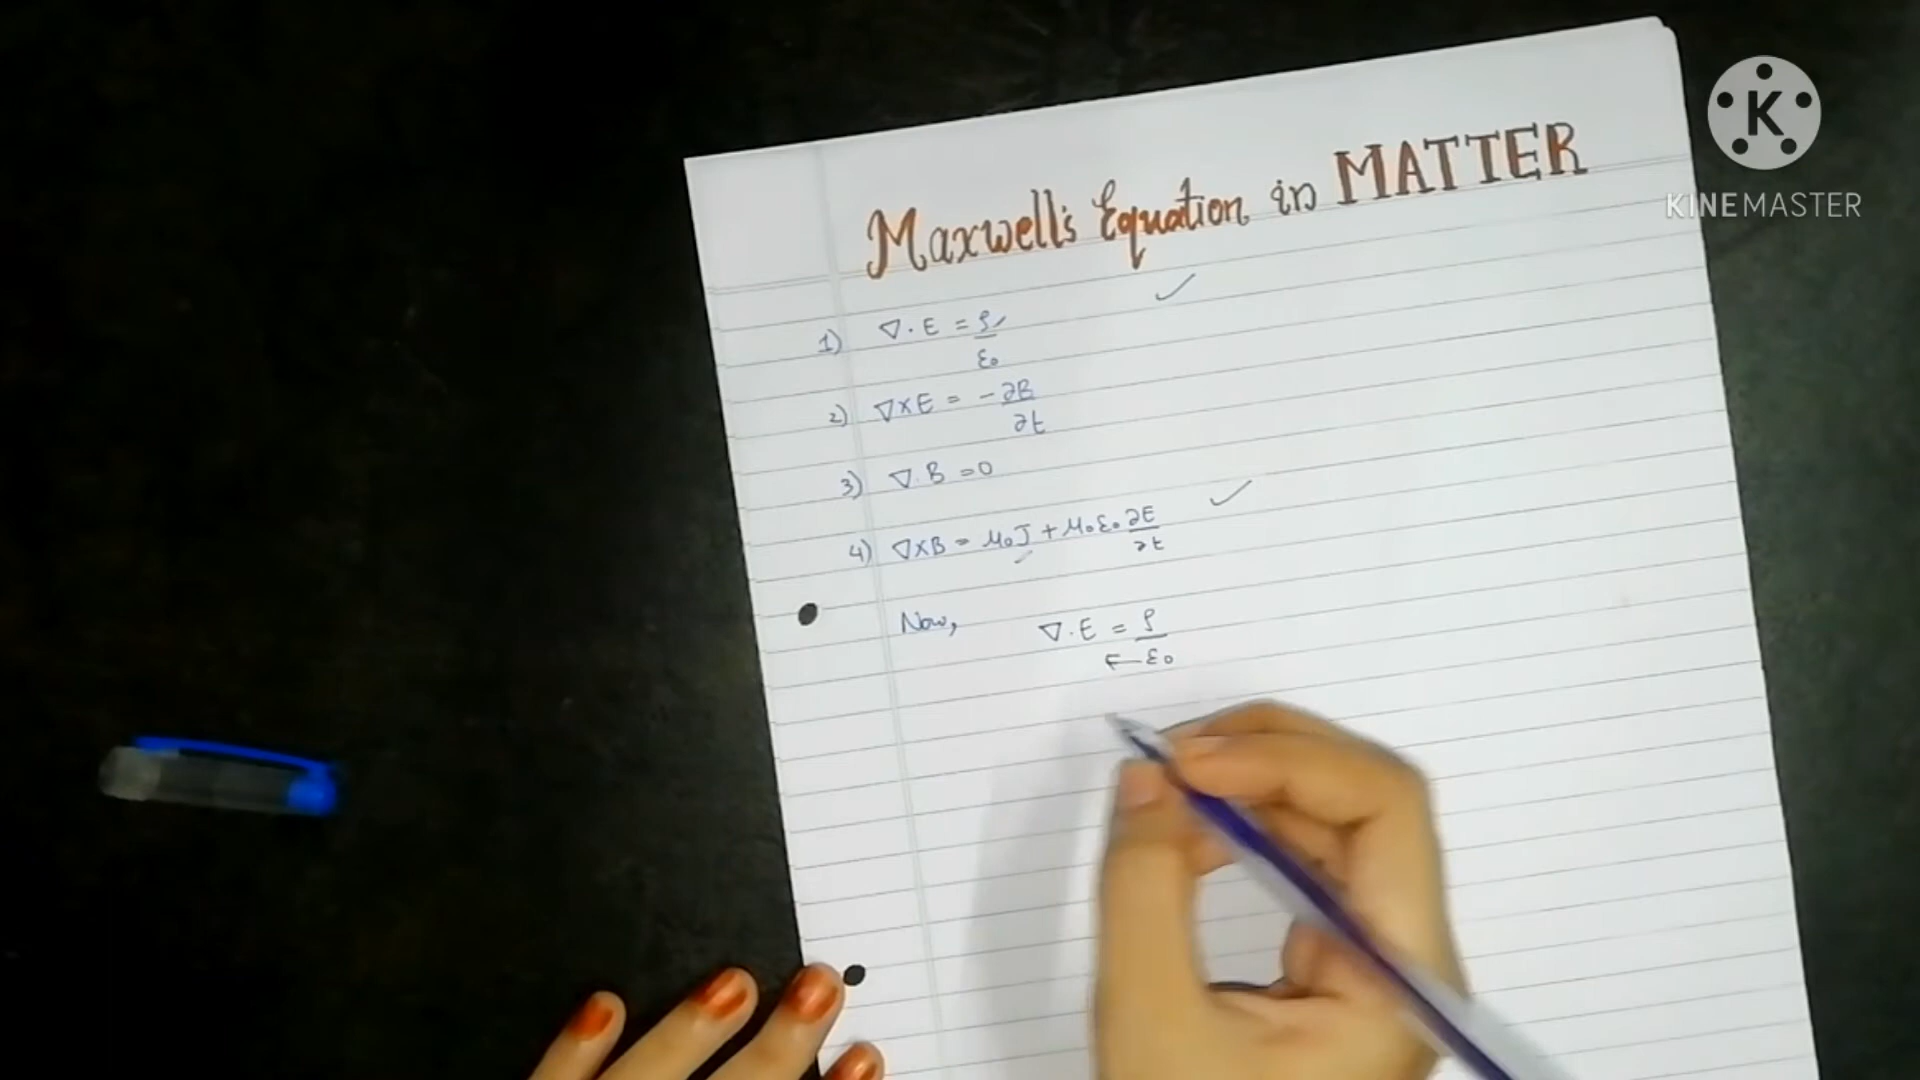 K
KINEMASTER
Maxwell's Equation in MATTER
1) ∇·E = ρ/ε₀
2) ∇×E = -∂B/∂t
3) ∇.B = 0
4) ∇×B = μ₀J + μ₀ε₀ ∂E/∂t
Now, ∇.E = ρ/ε₀